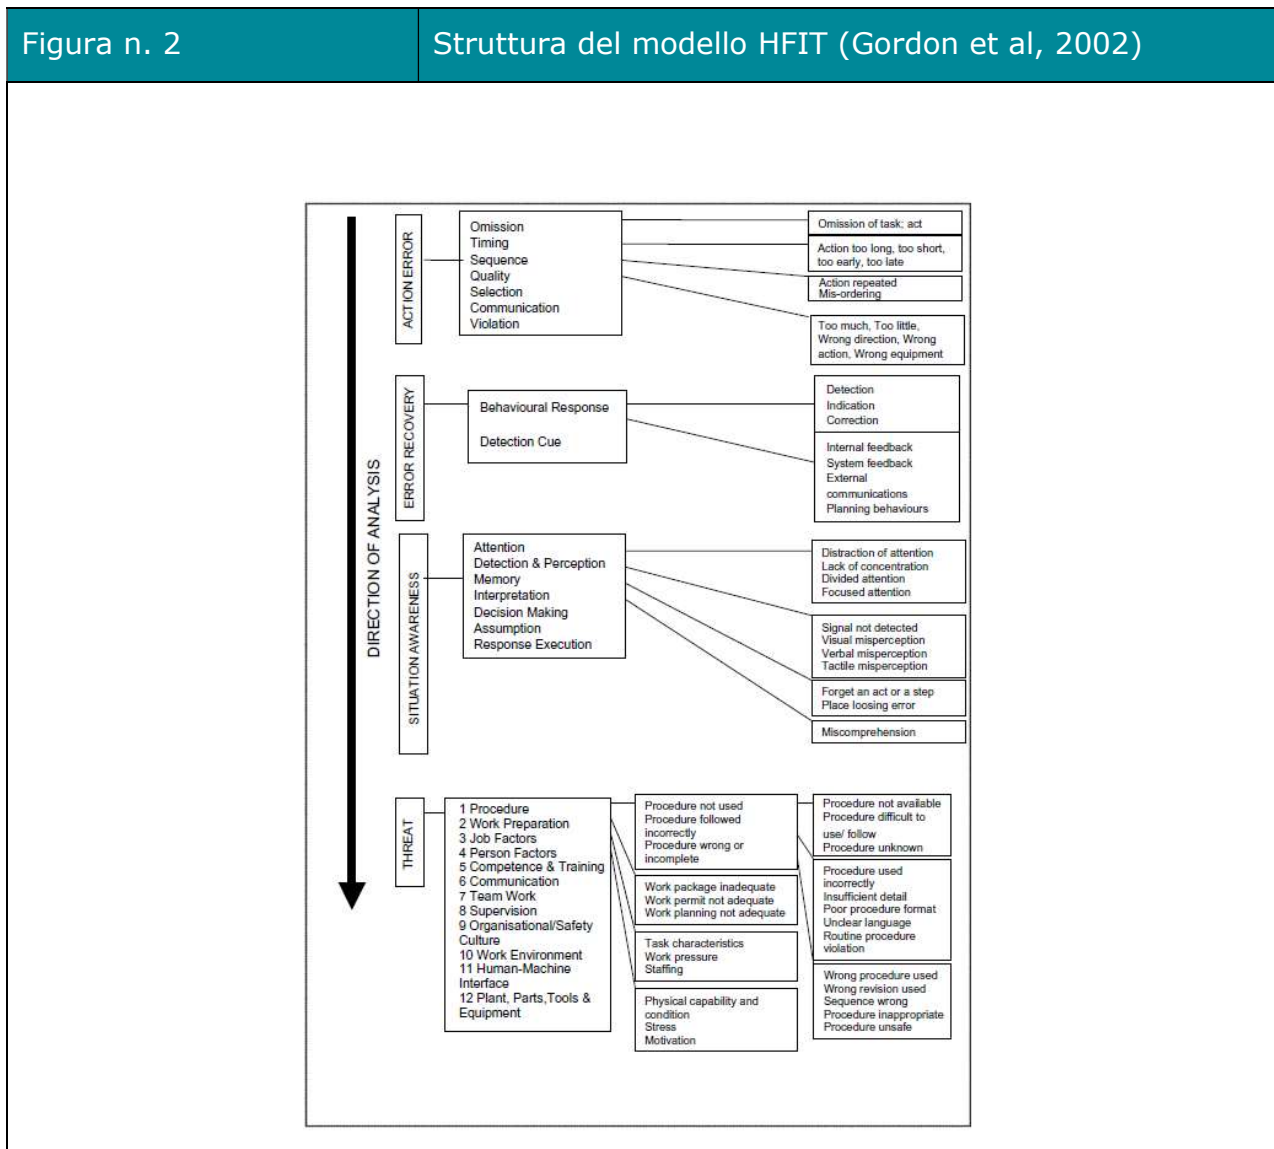 Figura n. 2
Struttura del modello HFIT (Gordon et al, 2002)
DIRECTION OF ANALYSIS
ACTION ERROR
Omission
Timing
Sequence
Quality
Selection
Communication
Violation
Omission of task; act
Action too long, too short,
too early, too late
Action repeated
Mis-ordering
Too much, Too little,
Wrong direction, Wrong
action, Wrong equipment
ERROR RECOVERY
Behavioural Response
Detection Cue
Detection
Indication
Correction
Internal feedback
System feedback
External
communications
Planning behaviours
SITUATION AWARENESS
Attention
Detection & Perception
Memory
Interpretation
Decision Making
Assumption
Response Execution
Distraction of attention
Lack of concentration
Divided attention
Focused attention
Signal not detected
Visual misperception
Verbal misperception
Tactile misperception
Forget an act or a step
Place loosing error
Miscomprehension
THREAT
1 Procedure
2 Work Preparation
3 Job Factors
4 Person Factors
5 Competence & Training
6 Communication
7 Team Work
8 Supervision
9 Organisational/Safety
Culture
10 Work Environment
11 Human-Machine
Interface
12 Plant, Parts,Tools &
Equipment
Procedure not used
Procedure followed
incorrectly
Procedure wrong or
incomplete
Work package inadequate
Work permit not adequate
Work planning not adequate
Task characteristics
Work pressure
Staffing
Physical capability and
condition
Stress
Motivation
Procedure not available
Procedure difficult to
use/ follow
Procedure unknown
Procedure used
incorrectly
Insufficient detail
Poor procedure format
Unclear language
Routine procedure
violation
Wrong procedure used
Wrong revision used
Sequence wrong
Procedure inappropriate
Procedure unsafe